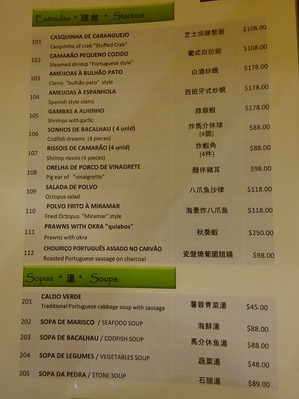 Entradas * 頭盤 * Starters
101 CASQUINHA DE CARANGUEIJO 芝士焗釀蟹蓋 $108.00
Casquinha of crab "Stuffed Crab"
102 CAMARÃO PEQUENO COZIDO 葡式白烚蝦 $108.00
Steamed shrimp "Portuguese style"
103 AMEIJOAS À BULHÃO PATO 白酒炒蜆 $178.00
Clams "bulhão pato" style
104 AMEIJOAS À ESPANHOLA 西班牙式炒蜆 $178.00
Spanish style clams
105 GAMBAS A ALHINHO 蒜蓉蝦 $178.00
Shrimps with garlic
106 SONHOS DE BACALHAU (4 unid) 炸馬介休球 $88.00
Codfish dreams (4 pieces) (4個)
107 RISSOIS DE CAMARÃO (4 unid) 炸蝦角 $88.00
Shrimp rissois (4 pieces) (4件)
108 ORELHA DE PORCO DE VINAGRETE 醋伴豬耳 $98.00
Pig ear of "vinaigrette"
109 SALADA DE POLVO 八爪魚沙律 $118.00
Octopus salad
110 POLVO FRITO À MIRAMAR 海景炸八爪魚 $118.00
Fried Octopus "Miramar" style
111 PRAWNS WITH OKRA "quiabos" 秋葵蝦 $250.00
Prawns with okra
112 CHOURIÇO PORTUGUÊS ASSADO NO CARVÃO 瓷盤燒葡國腊腸 $98.00
Roasted Portuguese sausage on charcoal
Sopas * 湯 * Soups
201 CALDO VERDE 薯蓉青菜湯 $45.00
Traditional Portuguese cabbage soup with sausage
202 SOPA DE MARISCO / SEAFOOD SOUP 海鮮湯 $88.00
203 SOPA DE BACALHAU / CODFISH SOUP 馬介休魚湯 $88.00
204 SOPA DE LEGUMES / VEGETABLES SOUP 蔬菜湯 $48.00
205 SOPA DA PEDRA / STONE SOUP 石頭湯 $89.00